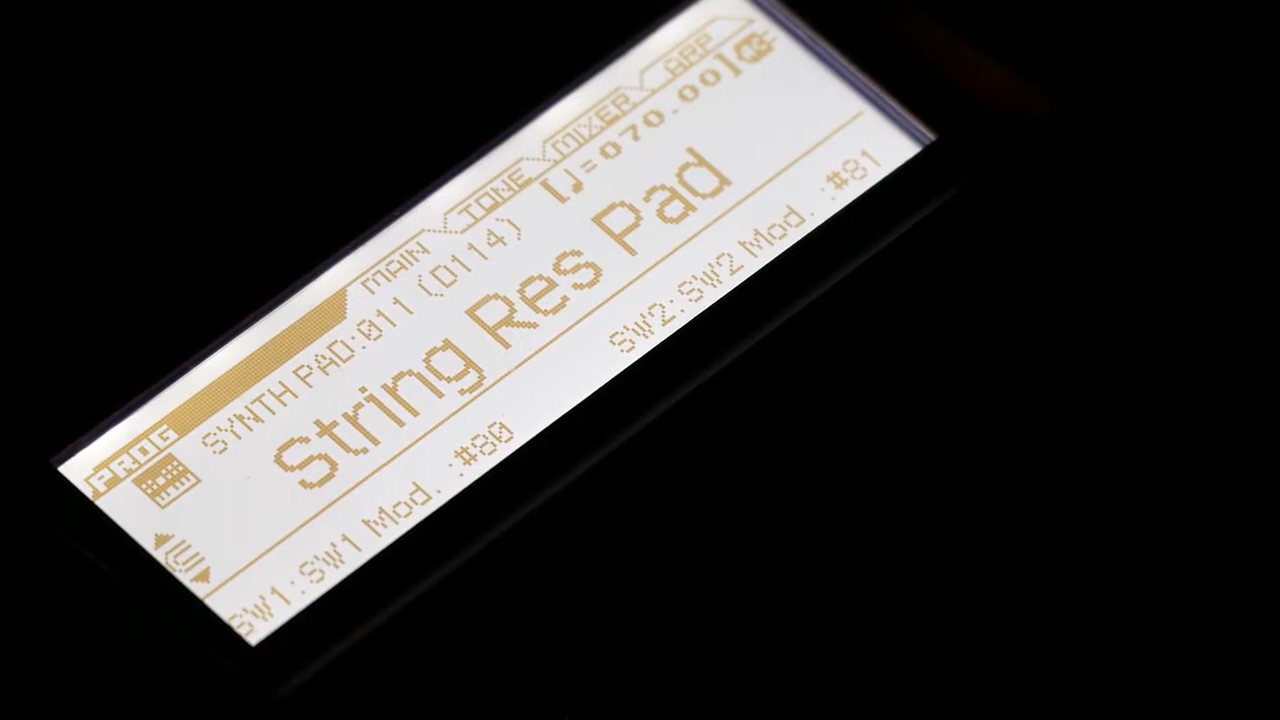 PROG MAIN TONE MIXER ARP
SYNTH PAD:011 (D114) [♩=070.00]
String Res Pad
SW1:SW1 Mod. :#80 SW2:SW2 Mod. :#81